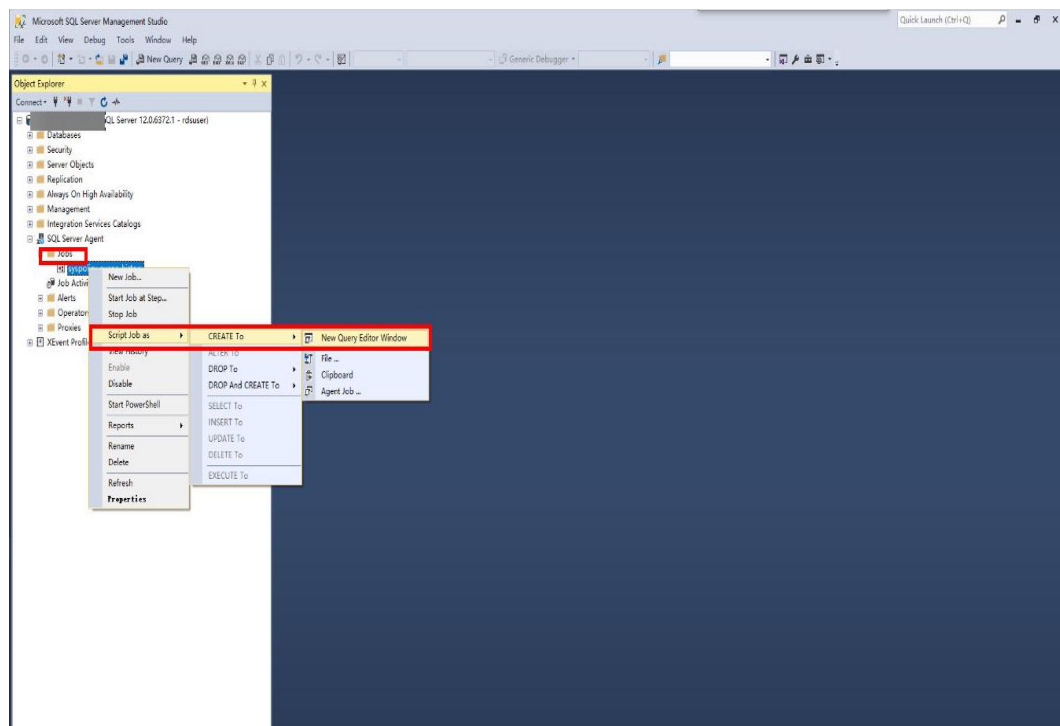 Microsoft SQL Server Management Studio
Quick Launch (Ctrl+Q)
File Edit View Debug Tools Window Help
New Query
Generic Debugger
Object Explorer
Connect
QL Server 12.0.6372.1 - rdsuser)
Databases
Security
Server Objects
Replication
Always On High Availability
Management
Integration Services Catalogs
SQL Server Agent
Jobs
Job Activi
Alerts
Operator
Proxies
XEvent Profil
New Job...
Start Job at Step...
Stop Job
Script Job as
View History
Enable
Disable
Start PowerShell
Reports
Rename
Delete
Refresh
Properties
CREATE To
ALTER To
DROP To
DROP And CREATE To
SELECT To
INSERT To
UPDATE To
DELETE To
EXECUTE To
New Query Editor Window
File ...
Clipboard
Agent Job ...